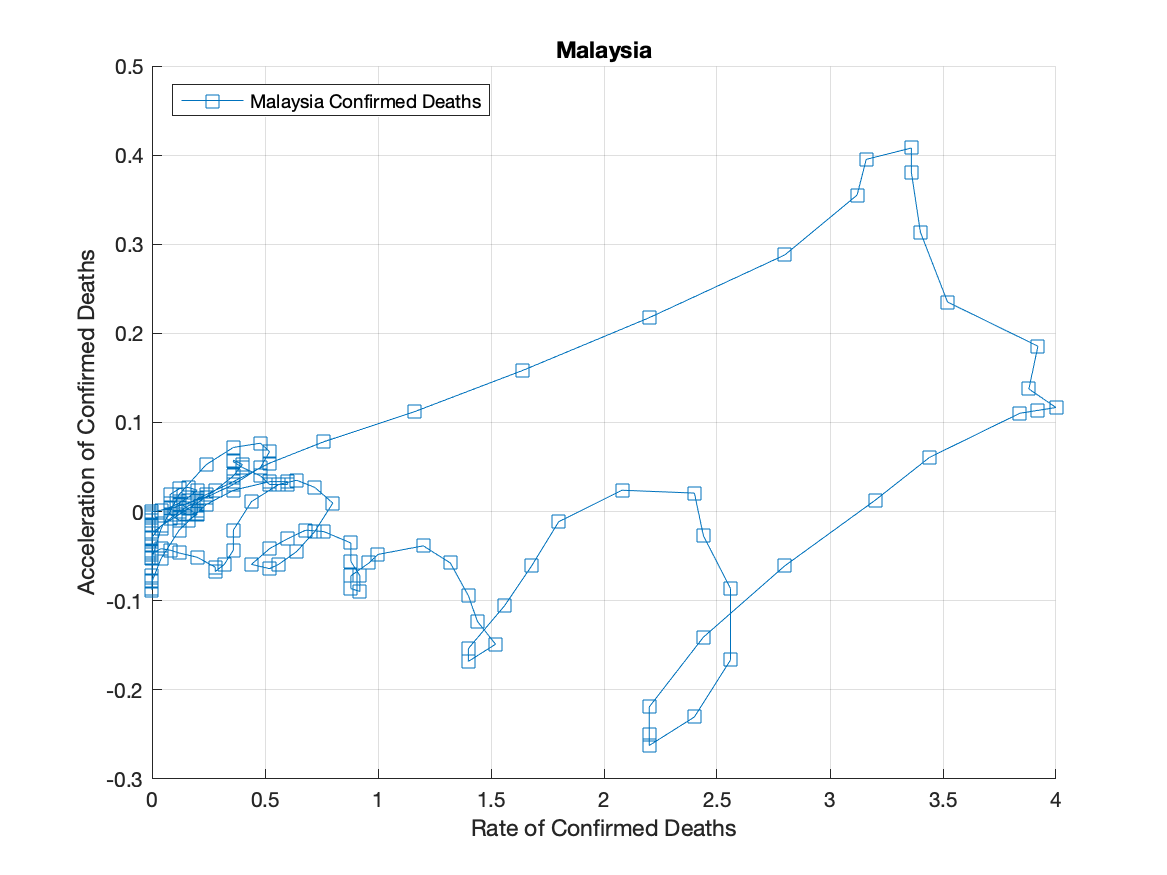 Malaysia
Malaysia Confirmed Deaths
0.5
0.4
0.3
0.2
0.1
0
-0.1
-0.2
-0.3
Acceleration of Confirmed Deaths
0 0.5 1 1.5 2 2.5 3 3.5 4
Rate of Confirmed Deaths